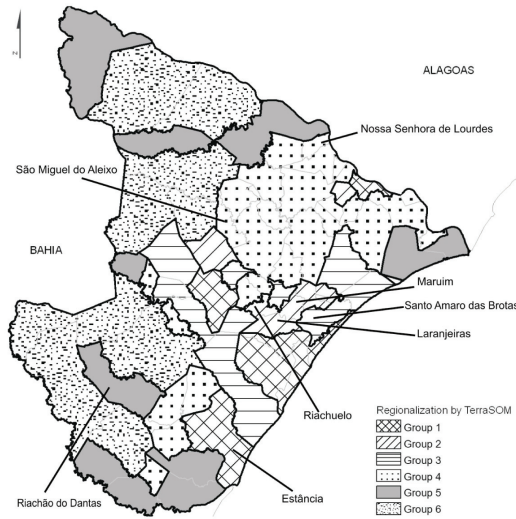 N
ALAGOAS
Nossa Senhora de Lourdes
São Miguel do Aleixo
BAHIA
Maruim
Santo Amaro das Brotas
Laranjeiras
Riachuelo
Riachão do Dantas
Estância
Regionalization by TerraSOM
Group 1
Group 2
Group 3
Group 4
Group 5
Group 6